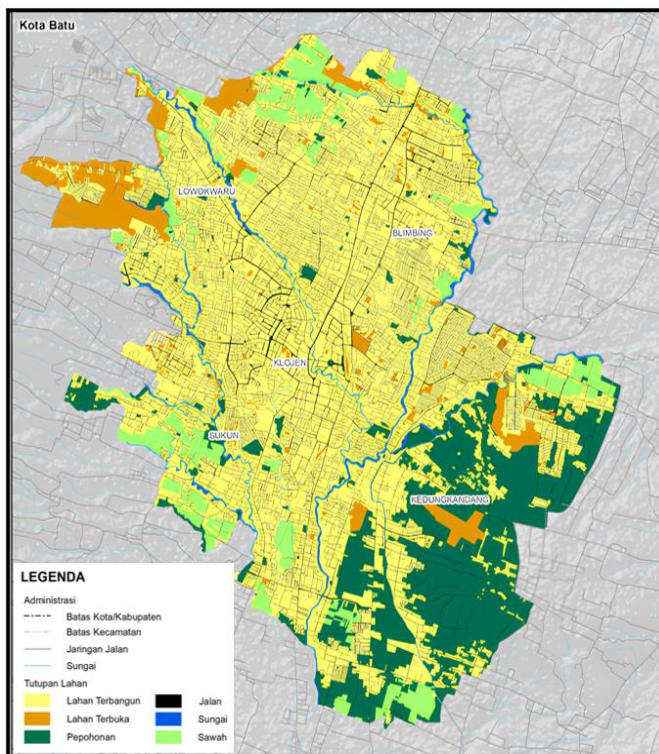 Kota Batu
LOWOKWARU
BLIMBING
KLOJEN
SUKUN
KEDUNGKANDANG
LEGENDA
Administrasi
Batas Kota/Kabupaten
Batas Kecamatan
Jaringan Jalan
Sungai
Tutupan Lahan
Lahan Terbangun
Jalan
Lahan Terbuka
Sungai
Pepohonan
Sawah